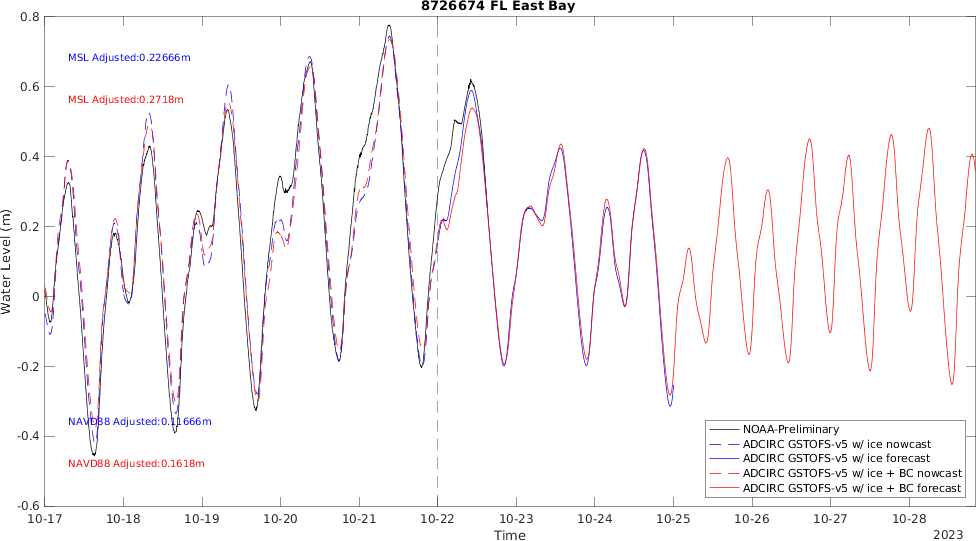 8726674 FL East Bay
Water Level (m)
0.8
0.6
0.4
0.2
0
-0.2
-0.4
-0.6
MSL Adjusted:0.22666m
MSL Adjusted:0.2718m
NAVD88 Adjusted:0.11666m
NAVD88 Adjusted:0.1618m
NOAA-Preliminary
ADCIRC GSTOFS-v5 w/ ice nowcast
ADCIRC GSTOFS-v5 w/ ice forecast
ADCIRC GSTOFS-v5 w/ ice + BC nowcast
ADCIRC GSTOFS-v5 w/ ice + BC forecast
10-17 10-18 10-19 10-20 10-21 10-22 10-23 10-24 10-25 10-26 10-27 10-28
Time
2023